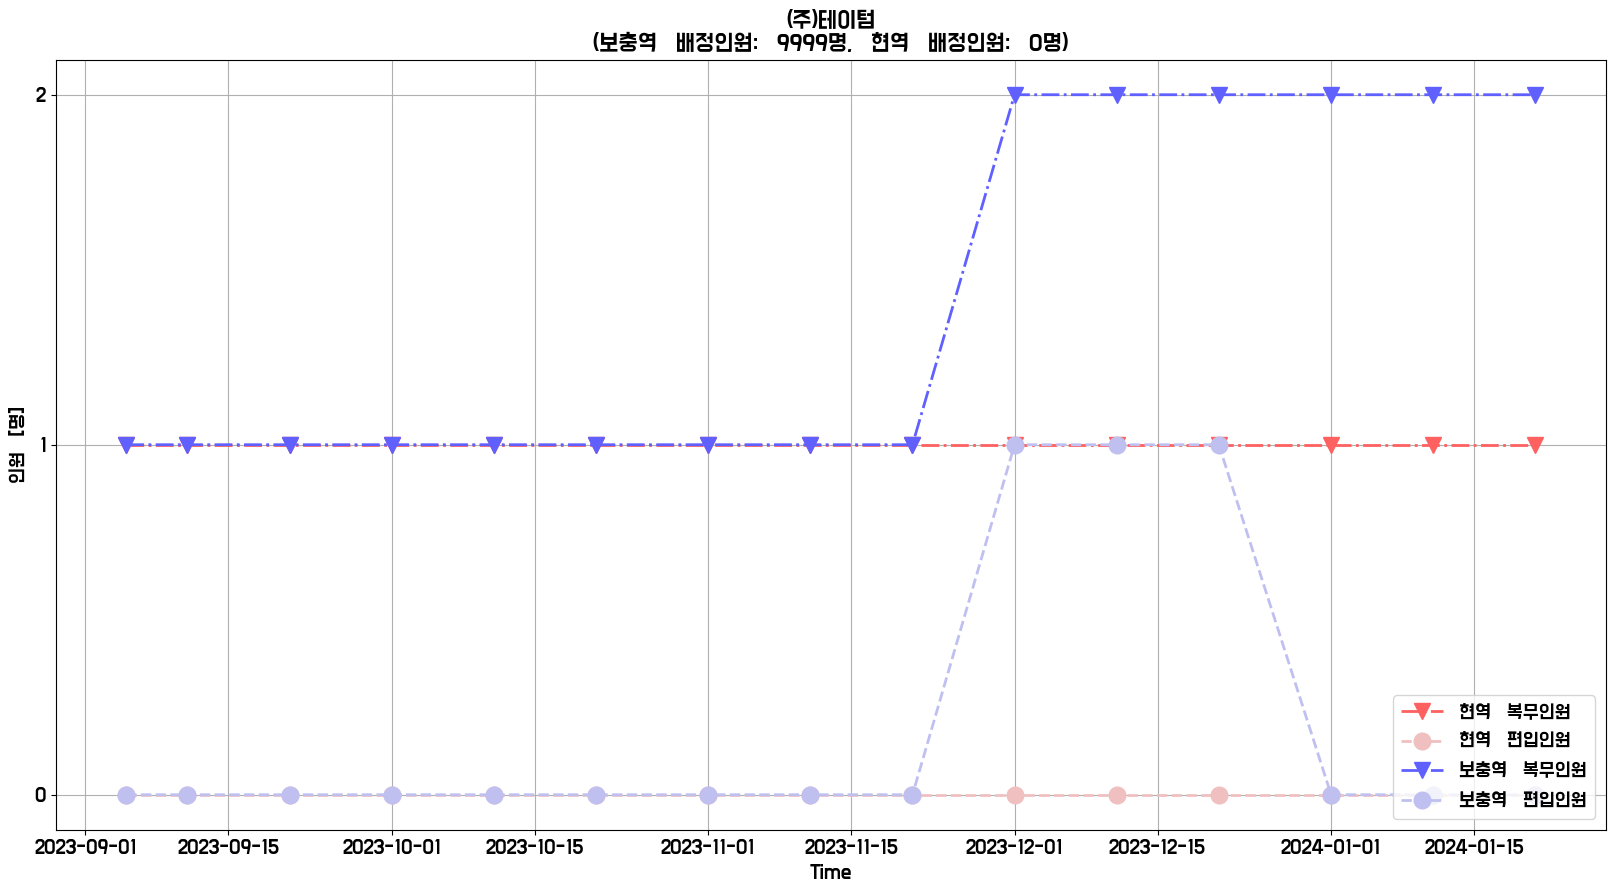 (주)테이텀
(보충역 배정인원: 9999명, 현역 배정인원: 0명)
인원 [명]
2
1
0
현역 복무인원
현역 편입인원
보충역 복무인원
보충역 편입인원
2023-09-01 2023-09-15 2023-10-01 2023-10-15 2023-11-01 2023-11-15 2023-12-01 2023-12-15 2024-01-01 2024-01-15
Time